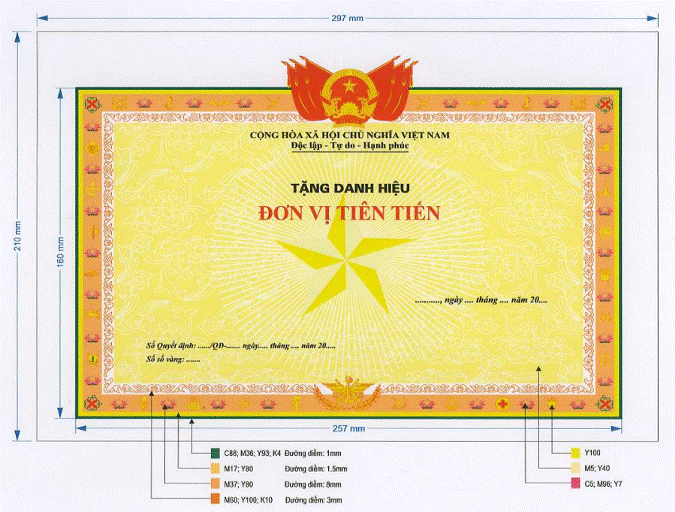 297 mm
210 mm
160 mm
CỘNG HÒA XÃ HỘI CHỦ NGHĨA VIỆT NAM
Độc lập - Tự do - Hạnh phúc
TẶNG DANH HIỆU
ĐƠN VỊ TIÊN TIẾN
..........., ngày .... tháng .... năm 20....
Số Quyết định: ....../QĐ-....... ngày.... tháng .... năm 20.....
Số sổ vàng: .......
257 mm
C88; M36; Y93; K4 Đường diềm: 1mm
M17; Y80 Đường diềm: 1.5mm
M37; Y80 Đường diềm: 8mm
M60; Y100; K10 Đường diềm: 3mm
Y100
M5; Y40
C5; M96; Y7